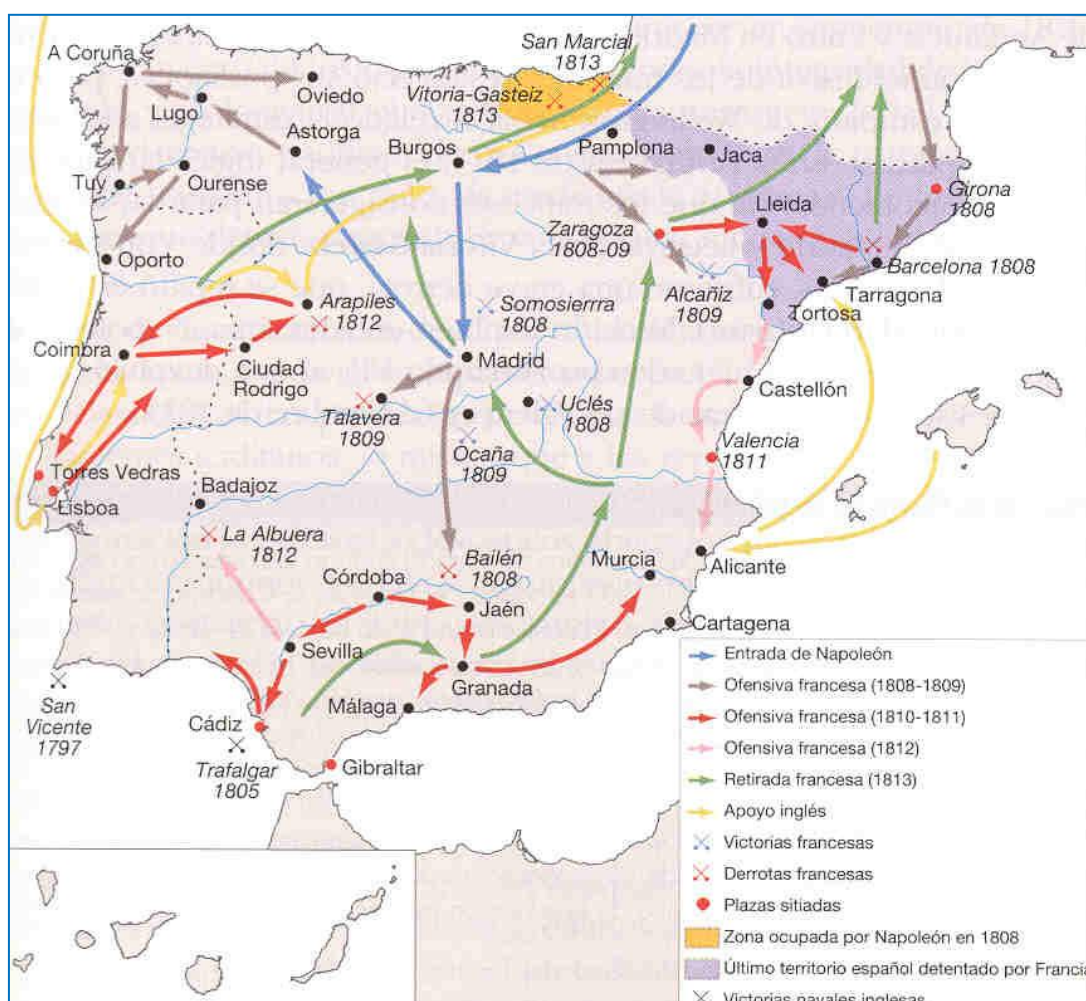 San Marcial
1813
A Coruña
Oviedo
Vitoria-Gasteiz
1813
Lugo
Astorga
Burgos
Pamplona
Jaca
Tuy
Ourense
Girona
1808
Lleida
Zaragoza
1808-09
Oporto
Barcelona 1808
Alcañiz
1809
Tarragona
Arapiles
1812
Somosierrra
1808
Tortosa
Coimbra
Ciudad
Rodrigo
Madrid
Castellón
Talavera
1809
Uclés
1808
Ocaña
1809
Valencia
1811
Torres Vedras
Lisboa
Badajoz
La Albuera
1812
Bailén
1808
Murcia
Alicante
Córdoba
Jaén
Cartagena
Sevilla
Granada
San
Vicente
1797
Cádiz
Málaga
Trafalgar
1805
Gibraltar
Entrada de Napoleón
Ofensiva francesa (1808-1809)
Ofensiva francesa (1810-1811)
Ofensiva francesa (1812)
Retirada francesa (1813)
Apoyo inglés
Victorias francesas
Derrotas francesas
Plazas sitiadas
Zona ocupada por Napoleón en 1808
Último territorio español detentado por Francia
Victorias navales inglesas